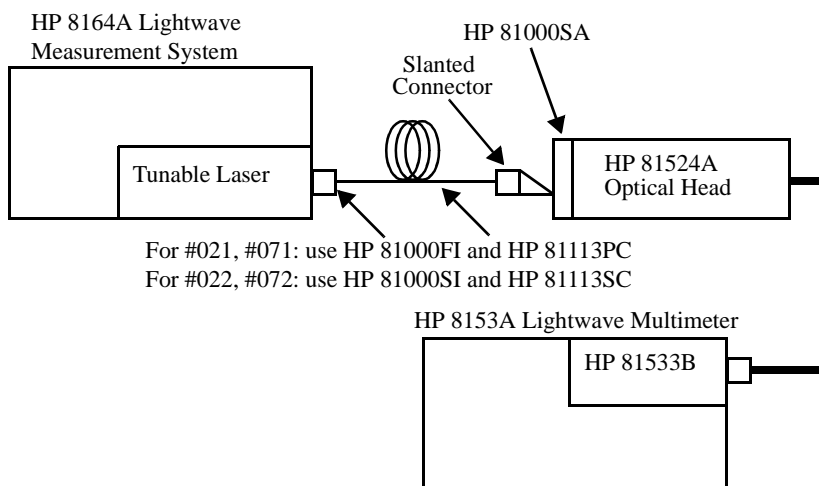 HP 8164A Lightwave
Measurement System
HP 81000SA
Slanted
Connector
Tunable Laser
HP 81524A
Optical Head
For #021, #071: use HP 81000FI and HP 81113PC
For #022, #072: use HP 81000SI and HP 81113SC
HP 8153A Lightwave Multimeter
HP 81533B